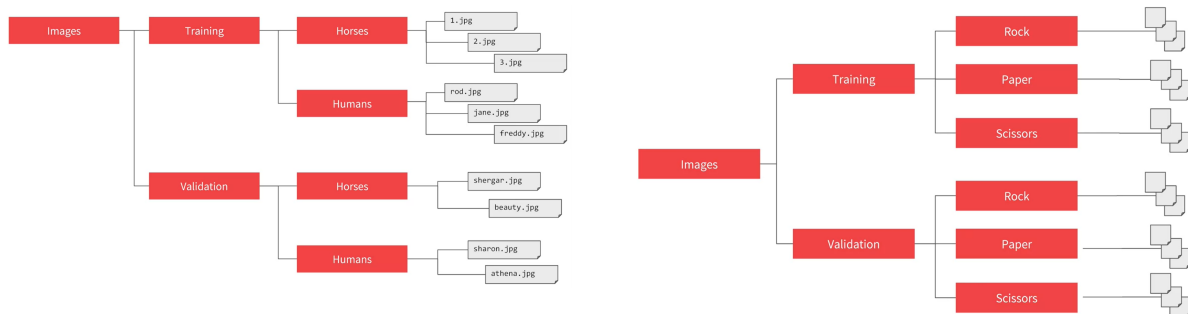 Images
Training
Horses
1.jpg
2.jpg
3.jpg
Humans
rod.jpg
jane.jpg
freddy.jpg
Validation
Horses
shergar.jpg
beauty.jpg
Humans
sharon.jpg
athena.jpg
Images
Training
Rock
Paper
Scissors
Validation
Rock
Paper
Scissors